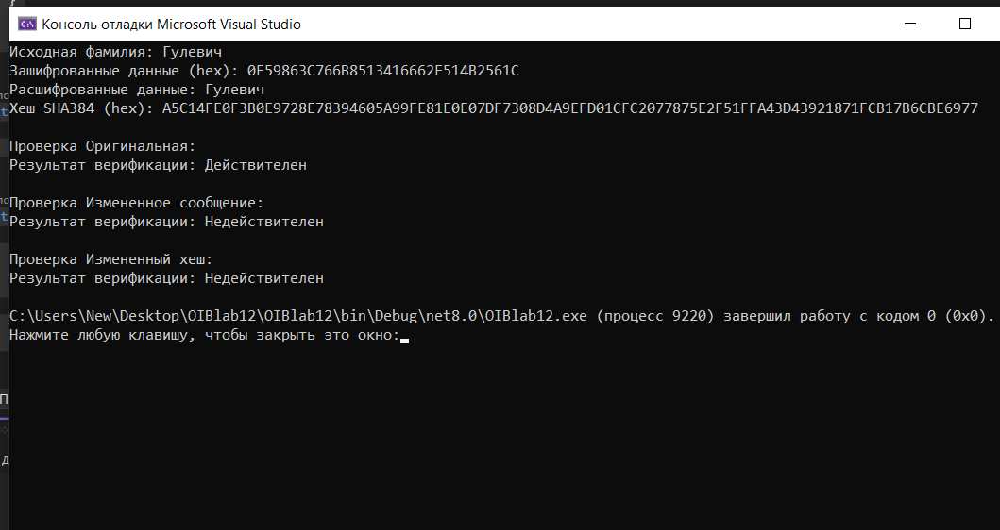 Консоль отладки Microsoft Visual Studio
Исходная фамилия: Гулевич
Зашифрованные данные (hex): 0F59863C766B8513416662E514B2561C
Расшифрованные данные: Гулевич
Хеш SHA384 (hex): A5C14FE0F3B0E9728E78394605A99FE81E0E07DF7308D4A9EFD01CFC2077875E2F51FFA43D43921871FCB17B6CBE6977
Проверка Оригинальная:
Результат верификации: Действителен
Проверка Измененное сообщение:
Результат верификации: Недействителен
Проверка Измененный хеш:
Результат верификации: Недействителен
C:\Users\New\Desktop\OIBlab12\OIBlab12\bin\Debug\net8.0\OIBlab12.exe (процесс 9220) завершил работу с кодом 0 (0x0).
Нажмите любую клавишу, чтобы закрыть это окно: